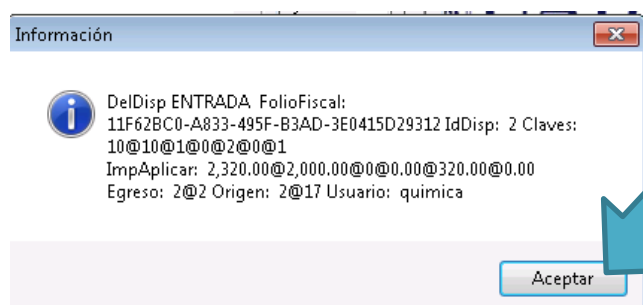 Información
DelDisp ENTRADA FolioFiscal:
11F62BC0-A833-495F-B3AD-3E0415D29312 IdDisp: 2 Claves:
10@10@1@0@2@0@1
ImpAplicar: 2,320.00@2,000.00@0@0.00@320.00@0.00
Egreso: 2@2 Origen: 2@17 Usuario: quimica
Aceptar